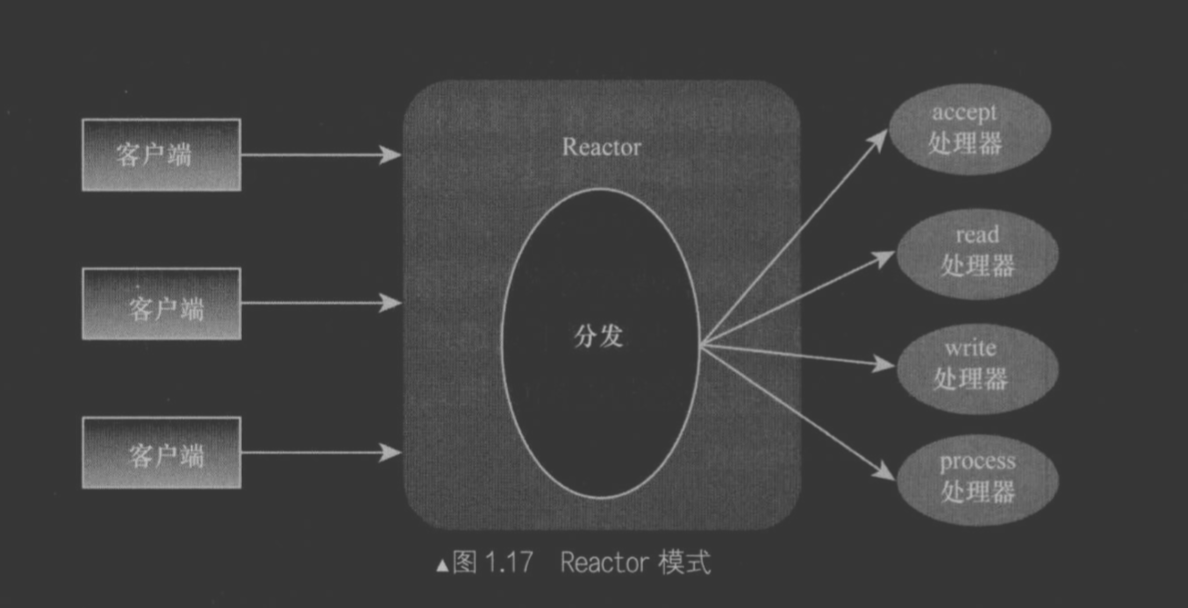 客户端
客户端
客户端
Reactor
分发
accept
处理器
read
处理器
write
处理器
process
处理器
▲图 1.17 Reactor 模式